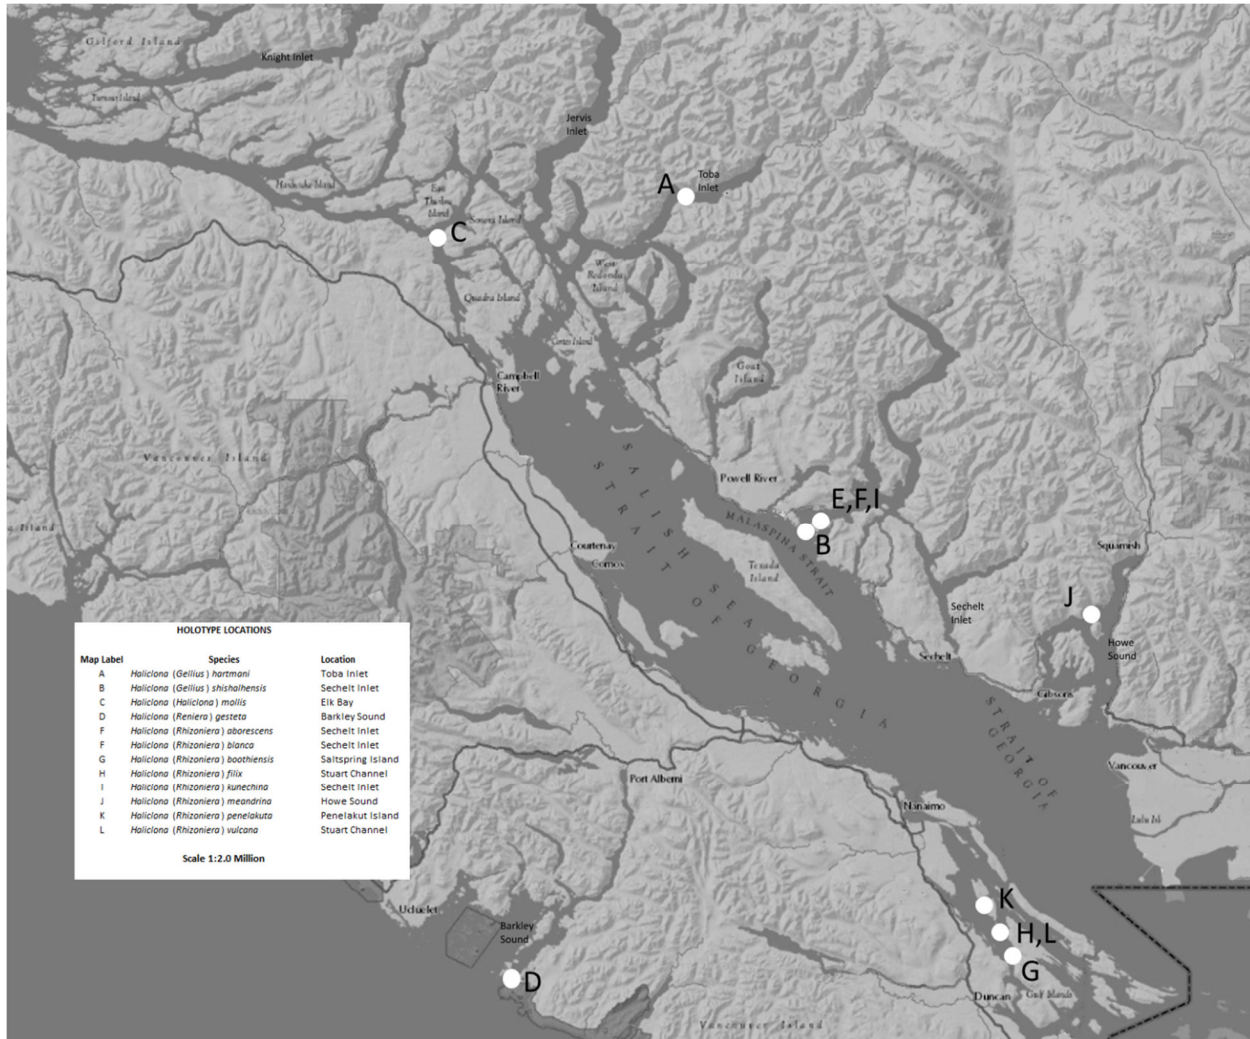 Gilford Island
Knight Inlet
Turnour Island
Jervis
Inlet
Hardwicke Island
East
Thurlow
Island
Sonora Island
A
Toba
Inlet
C
West
Redonda
Island
Quadra Island
Cortes Island
Campbell
River
Goat
Island
Vancouver Island
a Island
Powell River
E,F,I
B
MALASPINA STRAIT
SALISH SEA
STRAIT OF GEORGIA
Courtenay
Comox
Texada
Island
Squamish
J
Sechelt
Inlet
Howe
Sound
Sechelt
Gibsons
STRAIT OF
GEORGIA
Vancouver
Lulu Isl
HOLOTYPE LOCATIONS
Map Label Species Location
A Haliclona (Gellius) hartmani Toba Inlet
B Haliclona (Gellius) shishalhensis Sechelt Inlet
C Haliclona (Haliclona) mollis Elk Bay
D Haliclona (Reniera) gesteta Barkley Sound
F Haliclona (Rhizoniera) aborescens Sechelt Inlet
F Haliclona (Rhizoniera) blanca Sechelt Inlet
G Haliclona (Rhizoniera) boothiensis Saltspring Island
H Haliclona (Rhizoniera) filix Stuart Channel
I Haliclona (Rhizoniera) kunechina Sechelt Inlet
J Haliclona (Rhizoniera) meandrina Howe Sound
K Haliclona (Rhizoniera) penelakuta Penelakut Island
L Haliclona (Rhizoniera) vulcana Stuart Channel
Scale 1:2.0 Million
Port Alberni
Nanaimo
Ucluelet
Barkley
Sound
D
K
H,L
G
Duncan
Gulf Islands
Vancouver Island